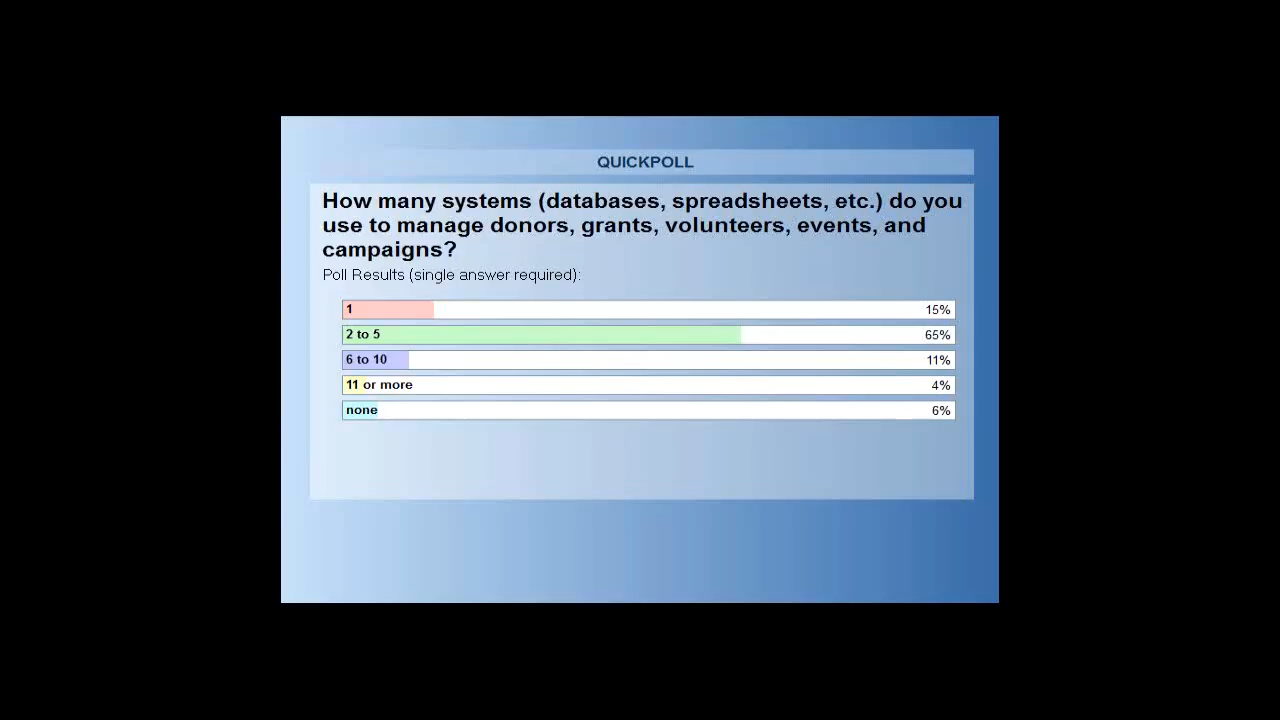 QUICKPOLL
How many systems (databases, spreadsheets, etc.) do you
use to manage donors, grants, volunteers, events, and
campaigns?
Poll Results (single answer required):
1 15%
2 to 5 65%
6 to 10 11%
11 or more 4%
none 6%